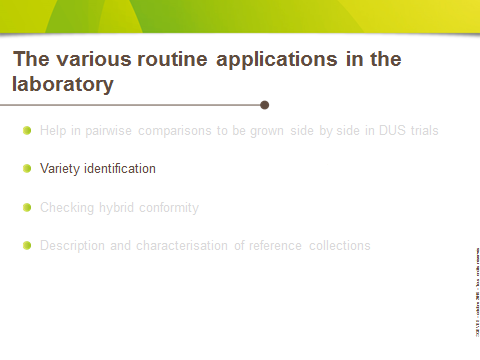 The various routine applications in the
laboratory
Help in pairwise comparisons to be grown side by side in DUS trials
Variety identification
Checking hybrid conformity
Description and characterisation of reference collections